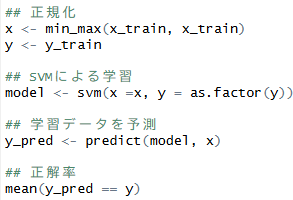 ## 正規化
x <- min_max(x_train, x_train)
y <- y_train
## SVMによる学習
model <- svm(x =x, y = as.factor(y))
## 学習データを予測
y_pred <- predict(model, x)
## 正解率
mean(y_pred == y)